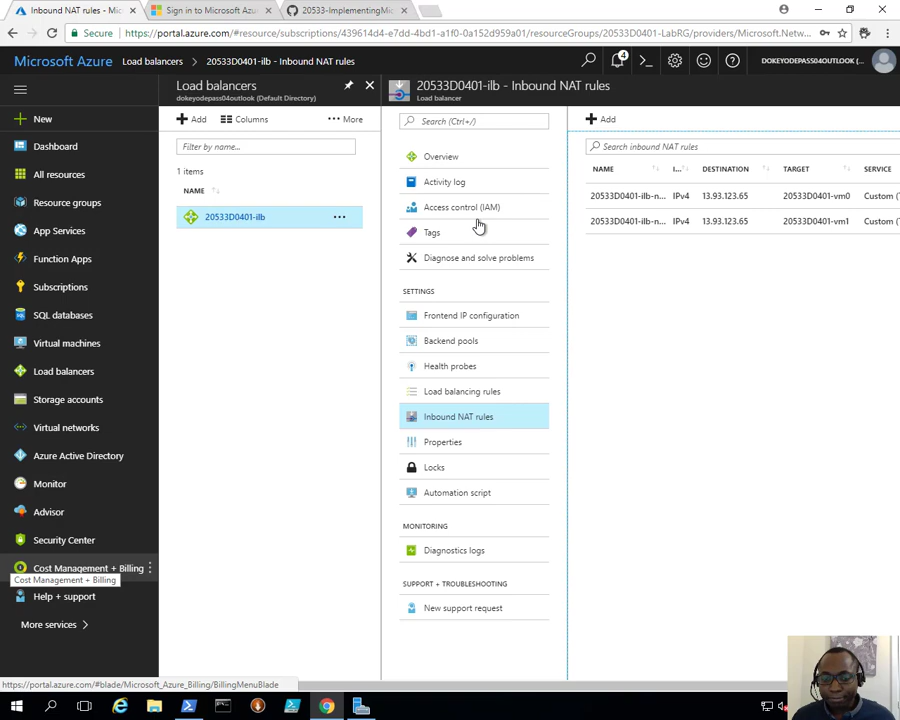 Inbound NAT rules - Mic
Sign in to Microsoft Az
20533-ImplementingMic
Secure
https://portal.azure.com/#resource/subscriptions/439614d4-e7dd-4bd1-a1f0-0a152d959a01/resourceGroups/20533D0401-LabRG/providers/Microsoft.Netw...
Microsoft Azure
Load balancers
20533D0401-ilb - Inbound NAT rules
4
DOKEYODEPASS04OUTLOOK (...
Load balancers
dokeyodepass04outlook (Default Directory)
Add
Columns
More
Filter by name...
1 items
NAME
20533D0401-ilb
20533D0401-ilb - Inbound NAT rules
Load balancer
Search (Ctrl+/)
Overview
Activity log
Access control (IAM)
Tags
Diagnose and solve problems
SETTINGS
Frontend IP configuration
Backend pools
Health probes
Load balancing rules
Inbound NAT rules
Properties
Locks
Automation script
MONITORING
Diagnostics logs
SUPPORT + TROUBLESHOOTING
New support request
Add
Search inbound NAT rules
NAME
I...
DESTINATION
TARGET
SERVICE
20533D0401-ilb-n... IPv4 13.93.123.65 20533D0401-vm0 Custom (
20533D0401-ilb-n... IPv4 13.93.123.65 20533D0401-vm1 Custom (
New
Dashboard
All resources
Resource groups
App Services
Function Apps
Subscriptions
SQL databases
Virtual machines
Load balancers
Storage accounts
Virtual networks
Azure Active Directory
Monitor
Advisor
Security Center
Cost Management + Billing
Cost Management + Billing
Help + support
More services
https://portal.azure.com/#blade/Microsoft_Azure_Billing/BillingMenuBlade